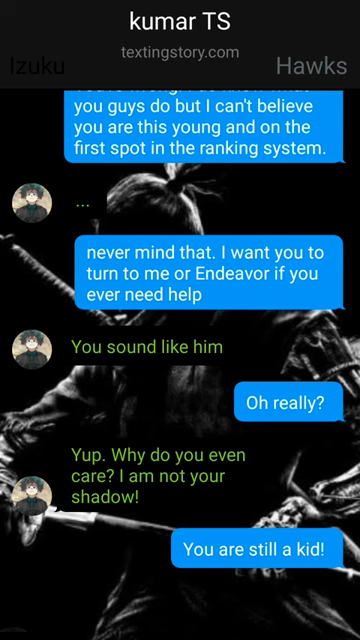 kumar TS
textingstory.com
Izuku
Hawks
you guys do but I can't believe
you are this young and on the
first spot in the ranking system.
...
never mind that. I want you to
turn to me or Endeavor if you
ever need help
You sound like him
Oh really?
Yup. Why do you even
care? I am not your
shadow!
You are still a kid!